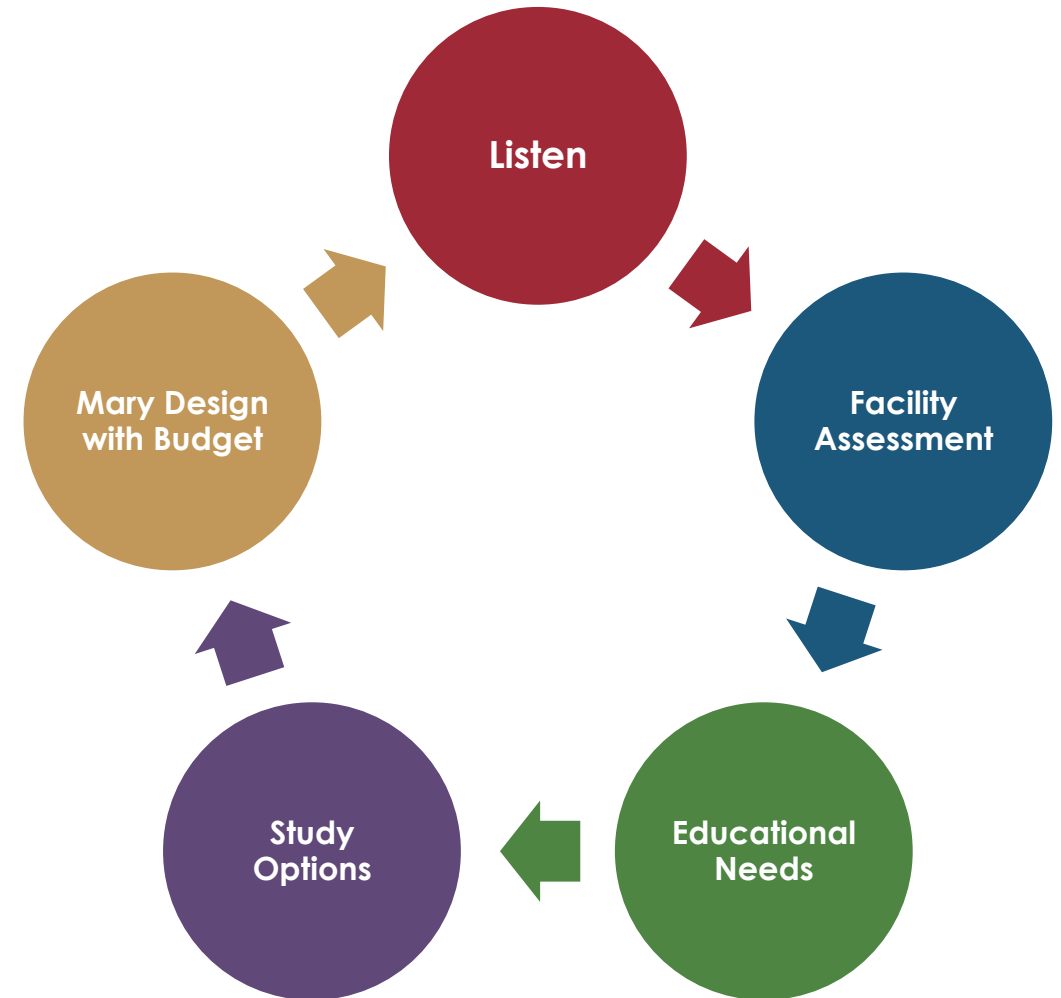 Listen
Facility
Assessment
Educational
Needs
Study
Options
Mary Design
with Budget